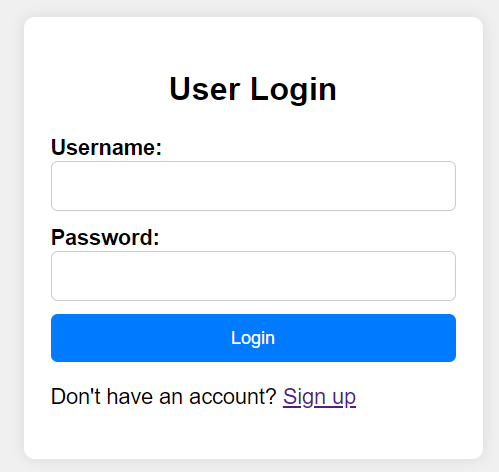 User Login
Username:
Password:
Login
Don't have an account? Sign up